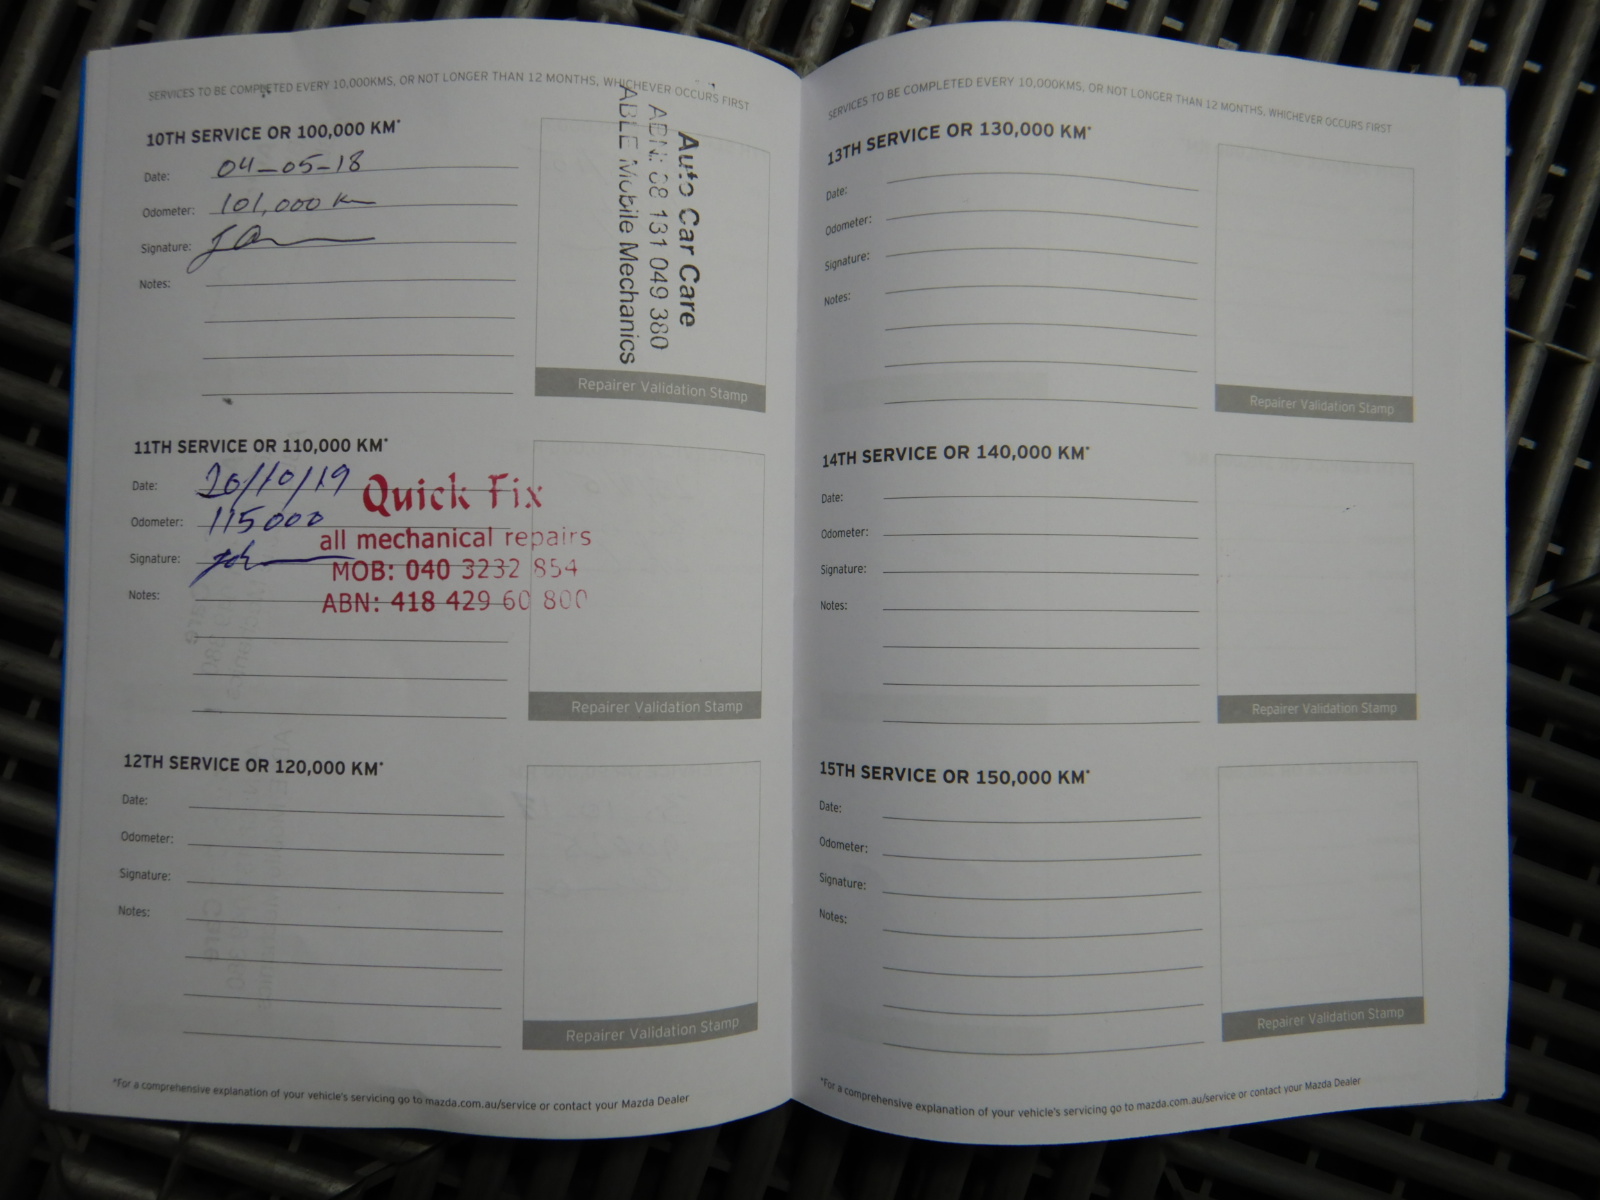 SERVICES TO BE COMPLETED EVERY 10,000KMS, OR NOT LONGER THAN 12 MONTHS, WHICHEVER OCCURS FIRST
10TH SERVICE OR 100,000 KM*
Date: 04-05-18
Odometer: 101,000 Km
Signature:
Notes:
Auto Car Care
ABN: 68 131 049 380
ABLE Mobile Mechanics
Repairer Validation Stamp
11TH SERVICE OR 110,000 KM*
Date: 20/10/19
Odometer: 115000
Signature:
Notes:
Quick Fix
all mechanical repairs
MOB: 040 3232 854
ABN: 418 429 60 800
Repairer Validation Stamp
12TH SERVICE OR 120,000 KM*
Date:
Odometer:
Signature:
Notes:
Repairer Validation Stamp
*For a comprehensive explanation of your vehicle's servicing go to mazda.com.au/service or contact your Mazda Dealer
SERVICES TO BE COMPLETED EVERY 10,000KMS, OR NOT LONGER THAN 12 MONTHS, WHICHEVER OCCURS FIRST
13TH SERVICE OR 130,000 KM*
Date:
Odometer:
Signature:
Notes:
Repairer Validation Stamp
14TH SERVICE OR 140,000 KM*
Date:
Odometer:
Signature:
Notes:
Repairer Validation Stamp
15TH SERVICE OR 150,000 KM*
Date:
Odometer:
Signature:
Notes:
Repairer Validation Stamp
*For a comprehensive explanation of your vehicle's servicing go to mazda.com.au/service or contact your Mazda Dealer